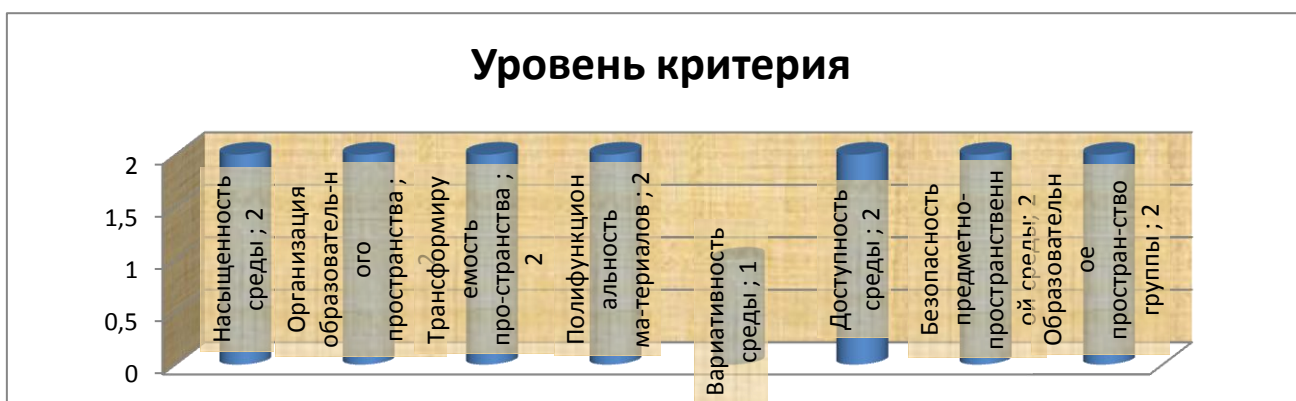 Уровень критерия
2
1,5
1
0,5
0
Насыщенность
среды ; 2
Организация
образователь-н
ого
пространства ;
2
Трансформиру
емость
про-странства ;
2
Полифункцион
альность
ма-териалов ; 2
Вариативность
среды ; 1
Доступность
среды ; 2
Безопасность
предметно-
пространственн
ой среды; 2
Образовательн
ое
простран-ство
группы ; 2